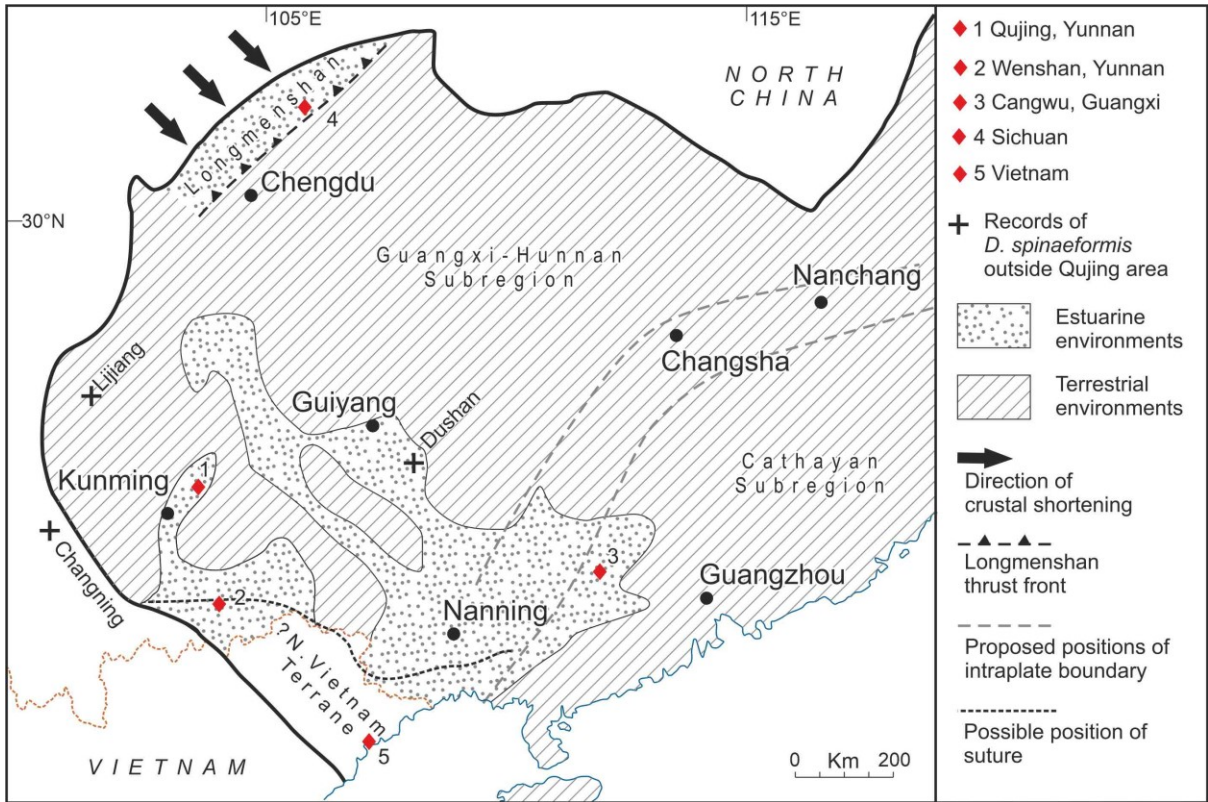 105°E
115°E
30°N
NORTH
CHINA
Longmenshan
4
Chengdu
Guangxi-Hunnan
Subregion
Nanchang
Changsha
Lijiang
Guiyang
Dushan
Kunming
1
Cathayan
Subregion
Changning
3
Guangzhou
2
Nanning
?N. Vietnam
Terrane
5
VIETNAM
0 Km 200
1 Qujing, Yunnan
2 Wenshan, Yunnan
3 Cangwu, Guangxi
4 Sichuan
5 Vietnam
Records of
D. spinaeformis
outside Qujing area
Estuarine
environments
Terrestrial
environments
Direction of
crustal shortening
Longmenshan
thrust front
Proposed positions of
intraplate boundary
Possible position of
suture